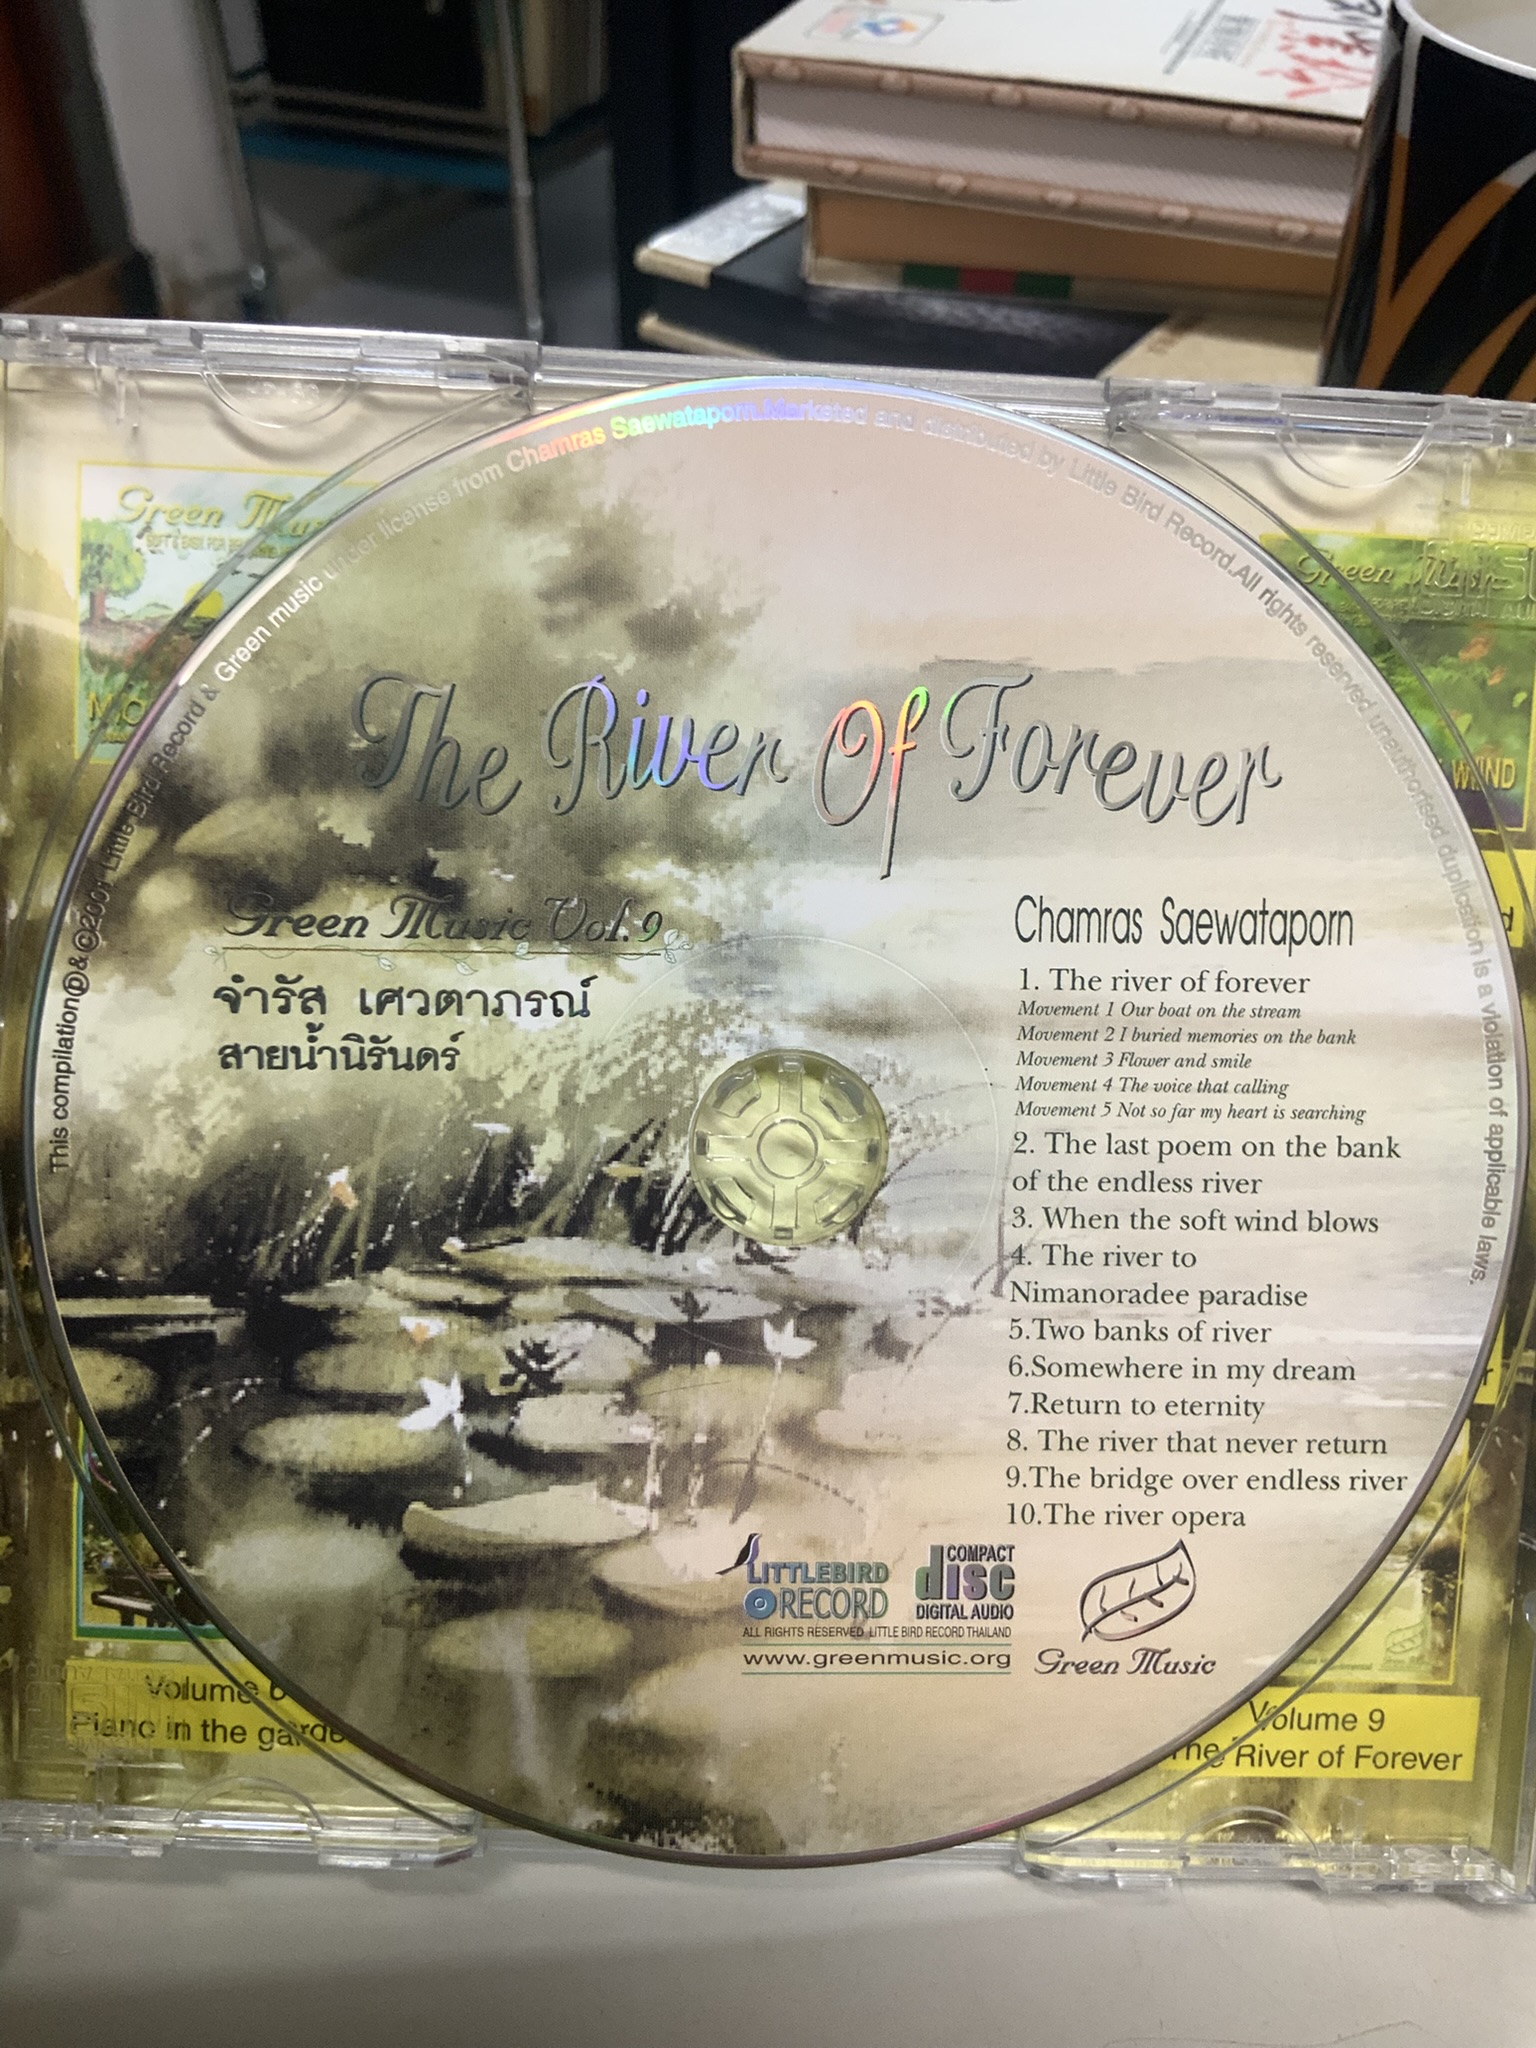 This compilation℗&©2001 Little Bird Record & Green music under license from Chamras Saewataporn.Marketed and distributed by Little Bird Record.All rights reserved unauthorised duplication is a violation of applicable laws.
The River Of Forever
Green Music Vol.9
จำรัส เศวตาภรณ์
สายน้ำนิรันดร์
Chamras Saewataporn
1. The river of forever
Movement 1 Our boat on the stream
Movement 2 I buried memories on the bank
Movement 3 Flower and smile
Movement 4 The voice that calling
Movement 5 Not so far my heart is searching
2. The last poem on the bank
of the endless river
3. When the soft wind blows
4. The river to
Nimanoradee paradise
5.Two banks of river
6.Somewhere in my dream
7.Return to eternity
8. The river that never return
9.The bridge over endless river
10.The river opera
LITTLEBIRD
RECORD
COMPACT
disc
DIGITAL AUDIO
ALL RIGHTS RESERVED LITTLE BIRD RECORD THAILAND
www.greenmusic.org
Green Music
Green
Green Music
WIND
Volume 6
Piano in the garden
Volume 9
The River of Forever